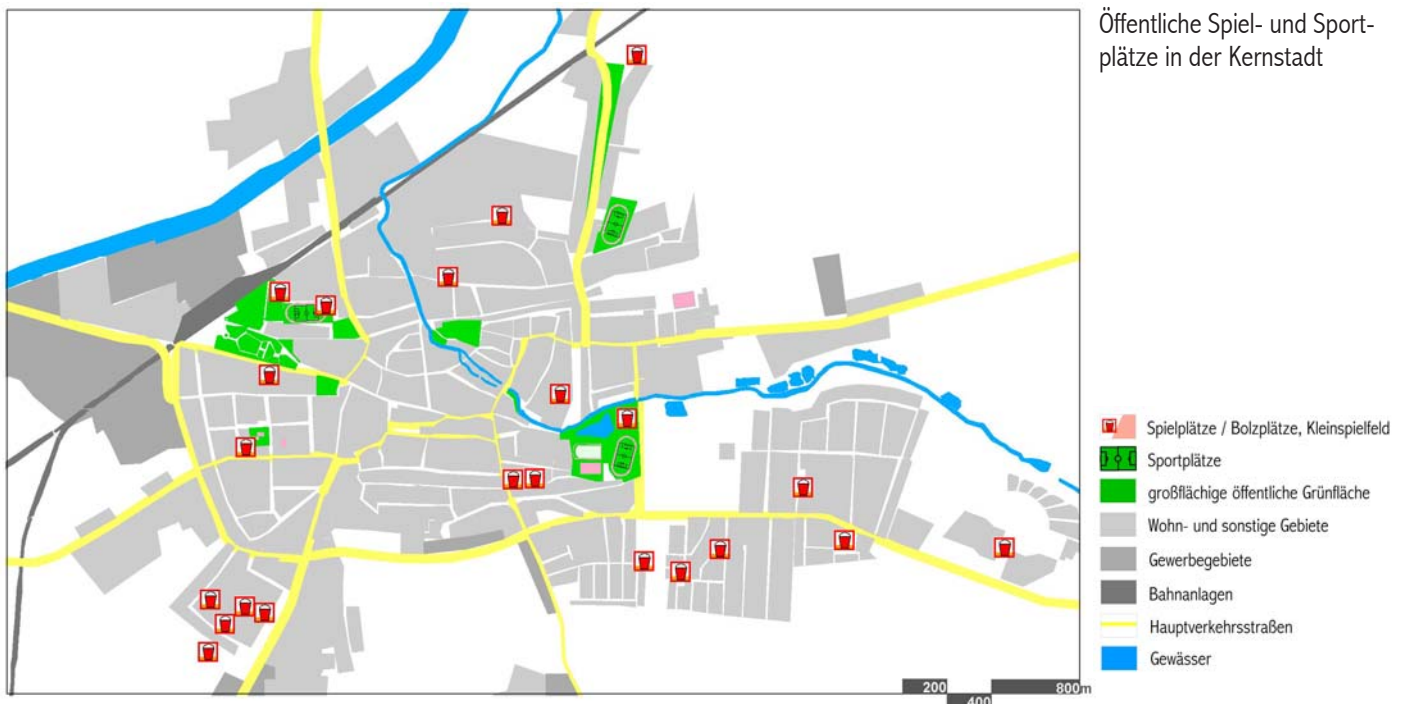 Öffentliche Spiel- und Sport-
plätze in der Kernstadt
Spielplätze / Bolzplätze, Kleinspielfeld
Sportplätze
großflächige öffentliche Grünfläche
Wohn- und sonstige Gebiete
Gewerbegebiete
Bahnanlagen
Hauptverkehrsstraßen
Gewässer
200 800m
400